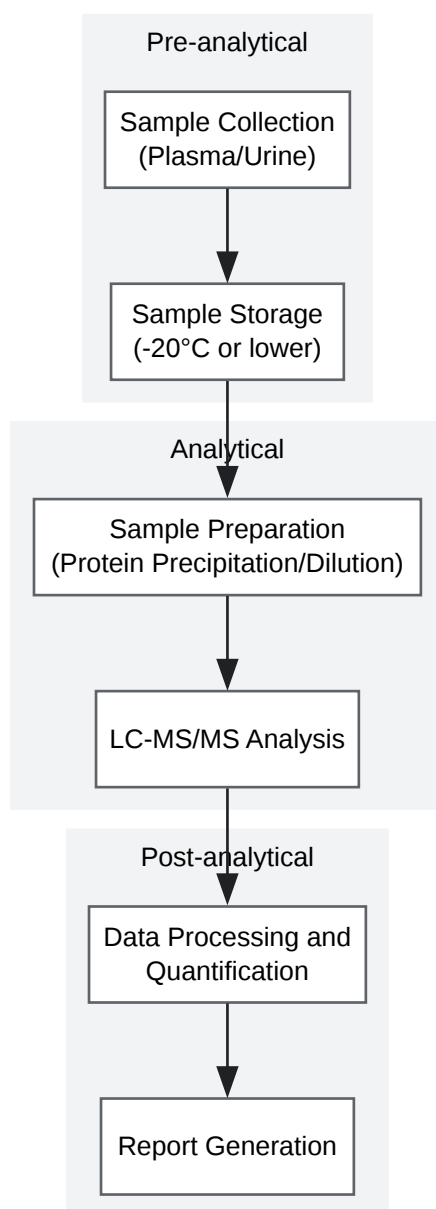 Pre-analytical
Sample Collection
(Plasma/Urine)
Sample Storage
(-20°C or lower)
Analytical
Sample Preparation
(Protein Precipitation/Dilution)
LC-MS/MS Analysis
Post-analytical
Data Processing and
Quantification
Report Generation